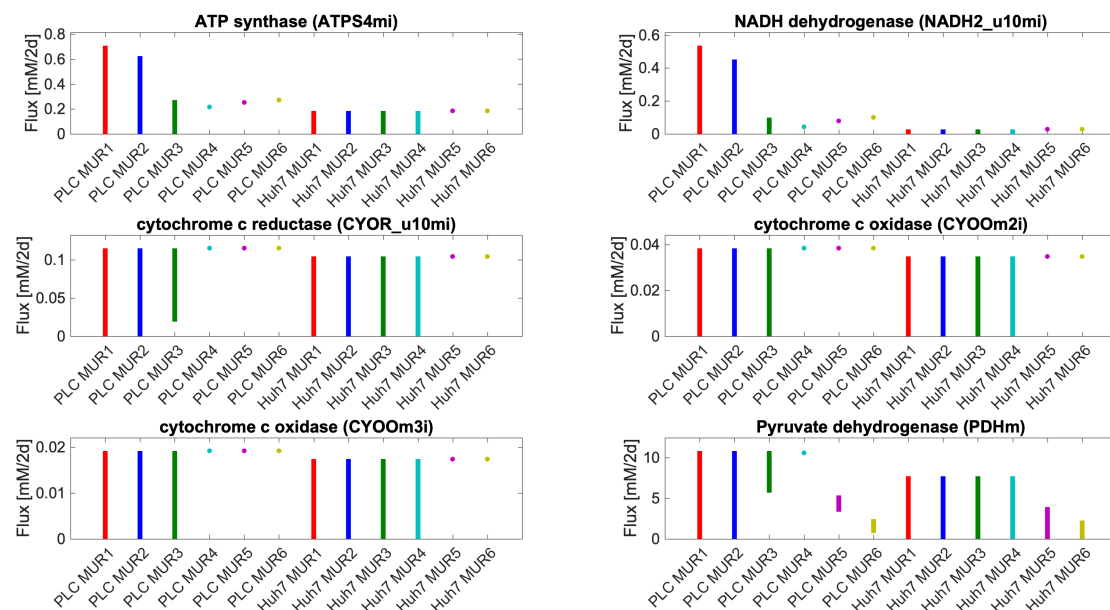 ATP synthase (ATPS4mi)
Flux [mM/2d]
0.8
0.6
0.4
0.2
0
PLC MUR1
PLC MUR2
PLC MUR3
PLC MUR4
PLC MUR5
PLC MUR6
Huh7 MUR1
Huh7 MUR2
Huh7 MUR3
Huh7 MUR4
Huh7 MUR5
Huh7 MUR6
NADH dehydrogenase (NADH2_u10mi)
Flux [mM/2d]
0.6
0.4
0.2
0
PLC MUR1
PLC MUR2
PLC MUR3
PLC MUR4
PLC MUR5
PLC MUR6
Huh7 MUR1
Huh7 MUR2
Huh7 MUR3
Huh7 MUR4
Huh7 MUR5
Huh7 MUR6
cytochrome c reductase (CYOR_u10mi)
Flux [mM/2d]
0.1
0.05
0
PLC MUR1
PLC MUR2
PLC MUR3
PLC MUR4
PLC MUR5
PLC MUR6
Huh7 MUR1
Huh7 MUR2
Huh7 MUR3
Huh7 MUR4
Huh7 MUR5
Huh7 MUR6
cytochrome c oxidase (CYOOm2i)
Flux [mM/2d]
0.04
0.02
0
PLC MUR1
PLC MUR2
PLC MUR3
PLC MUR4
PLC MUR5
PLC MUR6
Huh7 MUR1
Huh7 MUR2
Huh7 MUR3
Huh7 MUR4
Huh7 MUR5
Huh7 MUR6
cytochrome c oxidase (CYOOm3i)
Flux [mM/2d]
0.02
0.01
0
PLC MUR1
PLC MUR2
PLC MUR3
PLC MUR4
PLC MUR5
PLC MUR6
Huh7 MUR1
Huh7 MUR2
Huh7 MUR3
Huh7 MUR4
Huh7 MUR5
Huh7 MUR6
Pyruvate dehydrogenase (PDHm)
Flux [mM/2d]
10
5
0
PLC MUR1
PLC MUR2
PLC MUR3
PLC MUR4
PLC MUR5
PLC MUR6
Huh7 MUR1
Huh7 MUR2
Huh7 MUR3
Huh7 MUR4
Huh7 MUR5
Huh7 MUR6